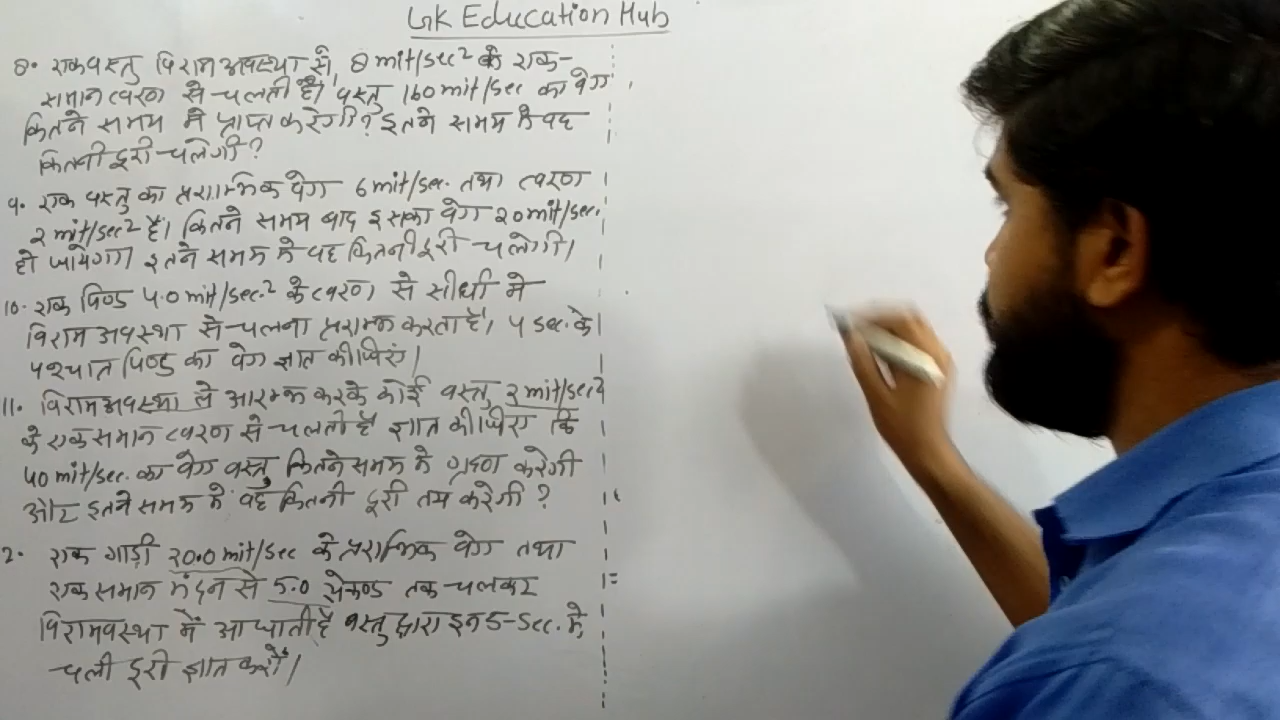 GK Education Hub
8. एक वस्तु विराम अवस्था से, 8 mit/sec² के एक-
समान त्वरण से चलती है। वस्तु 160 mit/sec का वेग
कितने समय में प्राप्त करेगी? इतने समय में वह
कितनी दूरी चलेगी?
9. एक वस्तु का प्रारम्भिक वेग 6 mit/sec. तथा त्वरण
2 mit/sec² है। कितने समय बाद इसका वेग 20 mit/sec.
हो जायेगा। इतने समय में वह कितनी दूरी चलेगी।
10. एक पिण्ड 4.0 mit/sec.² के त्वरण से सीधी में
विराम अवस्था से चलना प्रारम्भ करता है, 4 sec. के
पश्चात पिण्ड का वेग ज्ञात कीजिए।
11. विराम अवस्था से आरम्भ करके कोई वस्तु 2 mit/sec²
के एक समान त्वरण से चलती है ज्ञात कीजिए कि
40 mit/sec. का वेग वस्तु कितने समय में ग्रहण करेगी
और इतने समय में वह कितनी दूरी तय करेगी ?
2. एक गाड़ी 20.0 mit/sec के प्रारम्भिक वेग तथा
एक समान मंदन से 5.0 सेकण्ड तक चलकर
विरामवस्था में आ जाती है वस्तु द्वारा इन 5-Sec. में
चली दूरी ज्ञात करों।